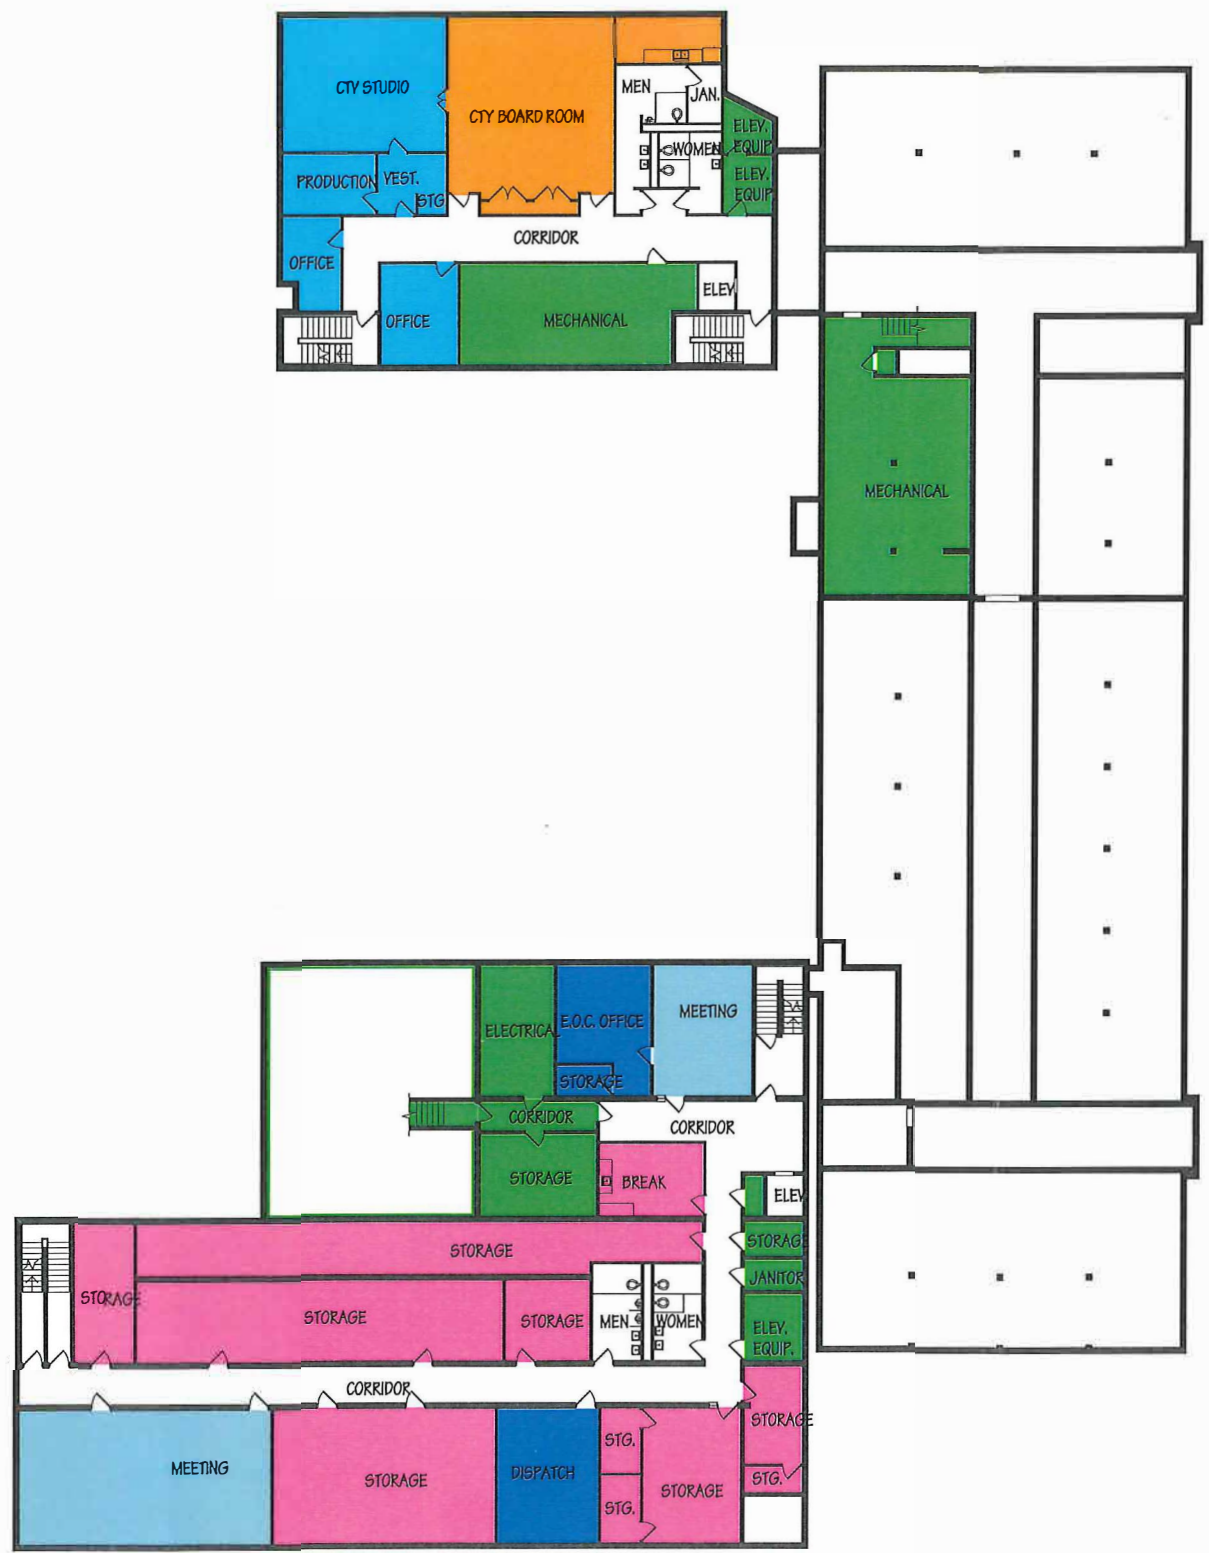 CTY STUDIO
CTY BOARD ROOM
MEN
JAN.
ELEV.
EQUIP.
WOMEN
PRODUCTION
VEST.
STG
ELEV.
EQUIP.
CORRIDOR
OFFICE
OFFICE
MECHANICAL
ELEV
MECHANICAL
ELECTRICAL
E.O.C. OFFICE
MEETING
STORAGE
CORRIDOR
CORRIDOR
STORAGE
BREAK
ELEV
STORAGE
STORAGE
JANITOR
STORAGE
STORAGE
STORAGE
MEN
WOMEN
ELEV.
EQUIP.
CORRIDOR
STORAGE
MEETING
STORAGE
DISPATCH
STG.
STG.
STORAGE
STG.